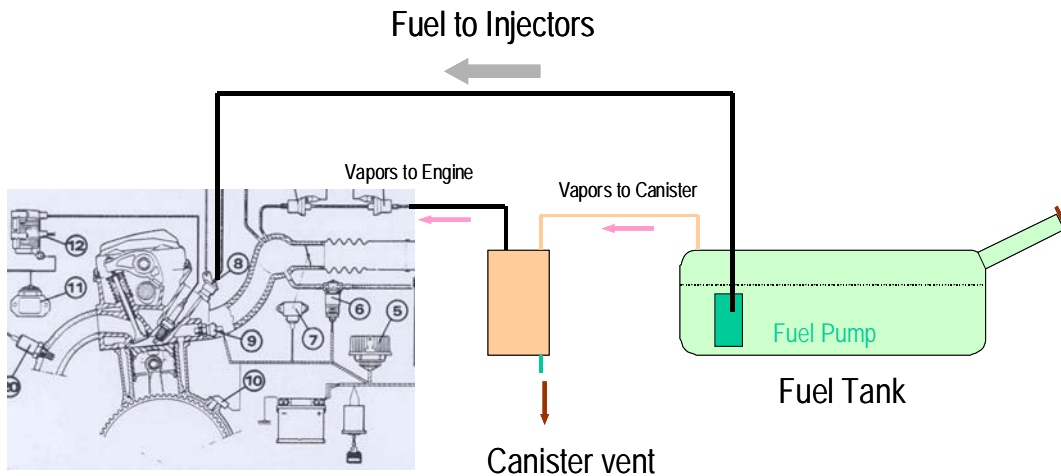 Fuel to Injectors
Vapors to Engine
Vapors to Canister
12
8
11
6
5
7
9
Fuel Pump
20
10
Fuel Tank
Canister vent